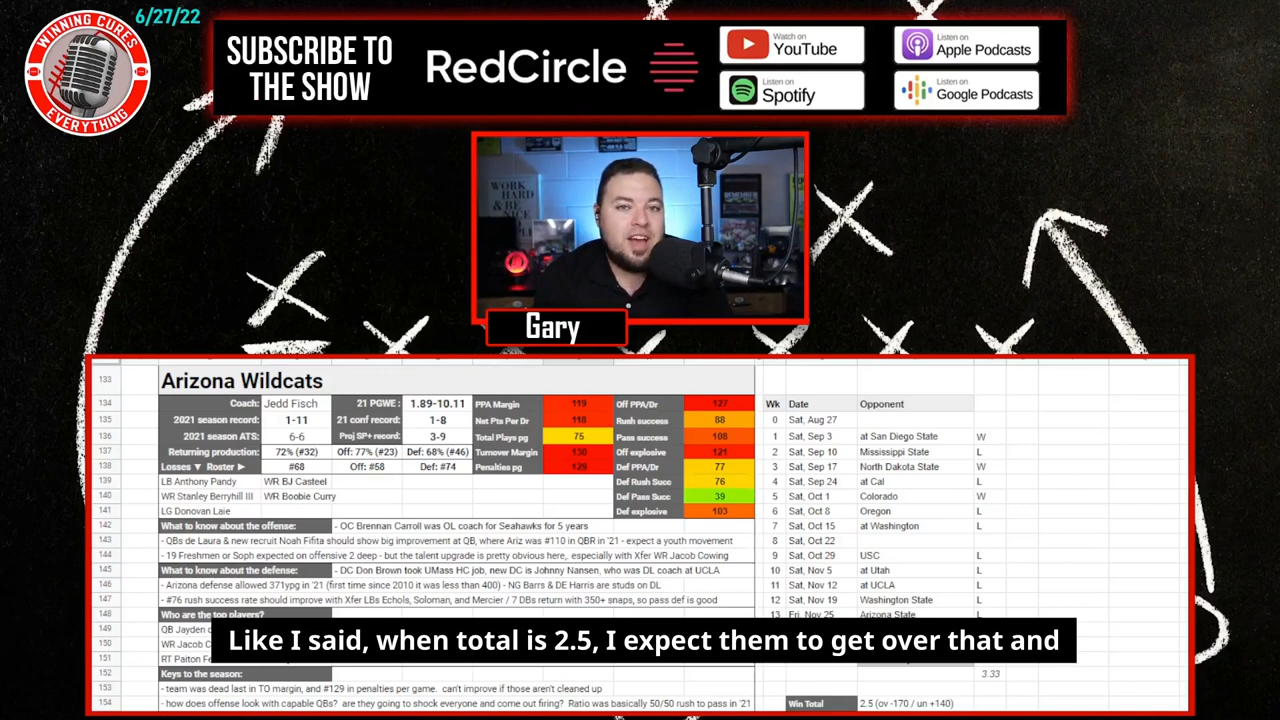 6/27/22
WINNING CURES
EVERYTHING
SUBSCRIBE TO
THE SHOW
RedCircle
Watch on
YouTube
Listen on
Spotify
Listen on
Apple Podcasts
Listen on
Google Podcasts
WORK
HARD
& BE
NICE
REMEMBER
Gary
133 Arizona Wildcats
134 Coach: Jedd Fisch 21 PGWE : 1.89-10.11 PPA Margin 119 Off PPA/Dr 127 Wk Date Opponent
135 2021 season record: 1-11 21 conf record: 1-8 Net Pts Per Dr 118 Rush success 88 0 Sat, Aug 27
136 2021 season ATS: 6-6 Proj SP+ record: 3-9 Total Plays pg 75 Pass success 108 1 Sat, Sep 3 at San Diego State W
137 Returning production: 72% (#32) Off: 77% (#23) Def: 68% (#46) Turnover Margin 130 Off explosive 121 2 Sat, Sep 10 Mississippi State L
138 Losses ▼ Roster ► #68 Off: #58 Def: #74 Penalties pg 129 Def PPA/Dr 77 3 Sat, Sep 17 North Dakota State W
139 LB Anthony Pandy WR BJ Casteel Def Rush Succ 76 4 Sat, Sep 24 at Cal L
140 WR Stanley Berryhill III WR Boobie Curry Def Pass Succ 39 5 Sat, Oct 1 Colorado W
141 LG Donovan Laie Def explosive 103 6 Sat, Oct 8 Oregon L
142 What to know about the offense: - OC Brennan Carroll was OL coach for Seahawks for 5 years 7 Sat, Oct 15 at Washington L
143 - QBs de Laura & new recruit Noah Fifita should show big improvement at QB, where Ariz was #110 in QBR in '21 - expect a youth movement 8 Sat, Oct 22
144 - 19 Freshmen or Soph expected on offensive 2 deep - but the talent upgrade is pretty obvious here,. especially with Xfer WR Jacob Cowing 9 Sat, Oct 29 USC L
145 What to know about the defense: - DC Don Brown took UMass HC job, new DC is Johnny Nansen, who was DL coach at UCLA 10 Sat, Nov 5 at Utah L
146 - Arizona defense allowed 371ypg in '21 (first time since 2010 it was less than 400) - NG Barrs & DE Harris are studs on DL 11 Sat, Nov 12 at UCLA L
147 - #76 rush success rate should improve with Xfer LBs Echols, Soloman, and Mercier / 7 DBs return with 350+ snaps, so pass def is good 12 Sat, Nov 19 Washington State L
148 Who are the top players? 13 Fri, Nov 25 Arizona State L
149 QB Jayden
150 WR Jacob
151 RT Paiton
Like I said, when total is 2.5, I expect them to get over that and
152 Keys to the season: 3.33
153 - team was dead last in TO margin, and #129 in penalties per game. can't improve if those aren't cleaned up
154 - how does offense look with capable QBs? are they going to shock everyone and come out firing? Ratio was basically 50/50 rush to pass in '21 Win Total 2.5 (ov -170 / un +140)